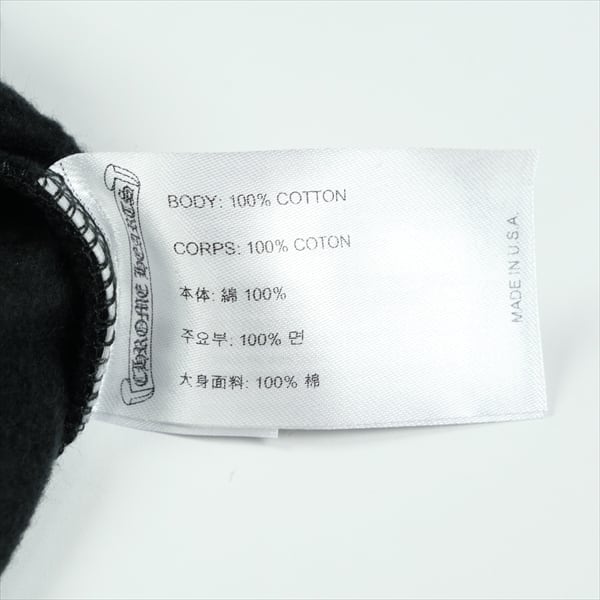 CHROME HEARTS
BODY: 100% COTTON
CORPS: 100% COTON
本体: 綿 100%
주요부: 100% 면
大身面料: 100% 棉
MADE IN U.S.A.